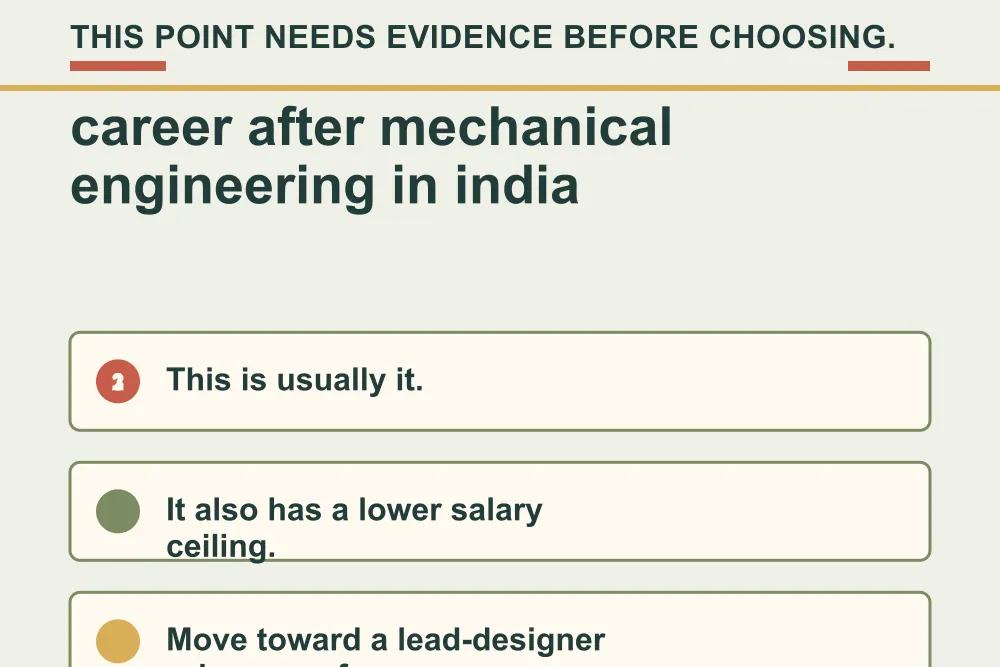 THIS POINT NEEDS EVIDENCE BEFORE CHOOSING.
career after mechanical
engineering in india
This is usually it.
It also has a lower salary
ceiling.
Move toward a lead-designer